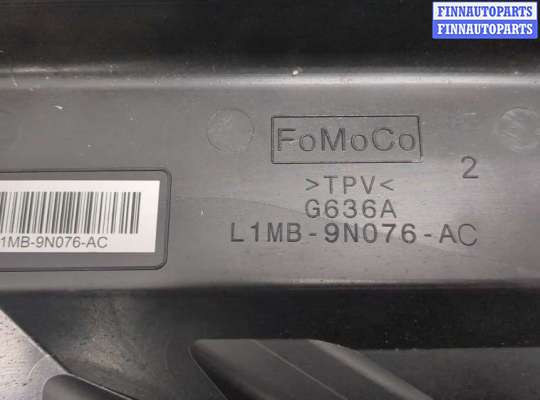 FINNAUTOPARTS
FINNAUTOPARTS
FoMoCo
2
>TPV<
G636A
L1MB-9N076-AC
1MB-9N076-AC